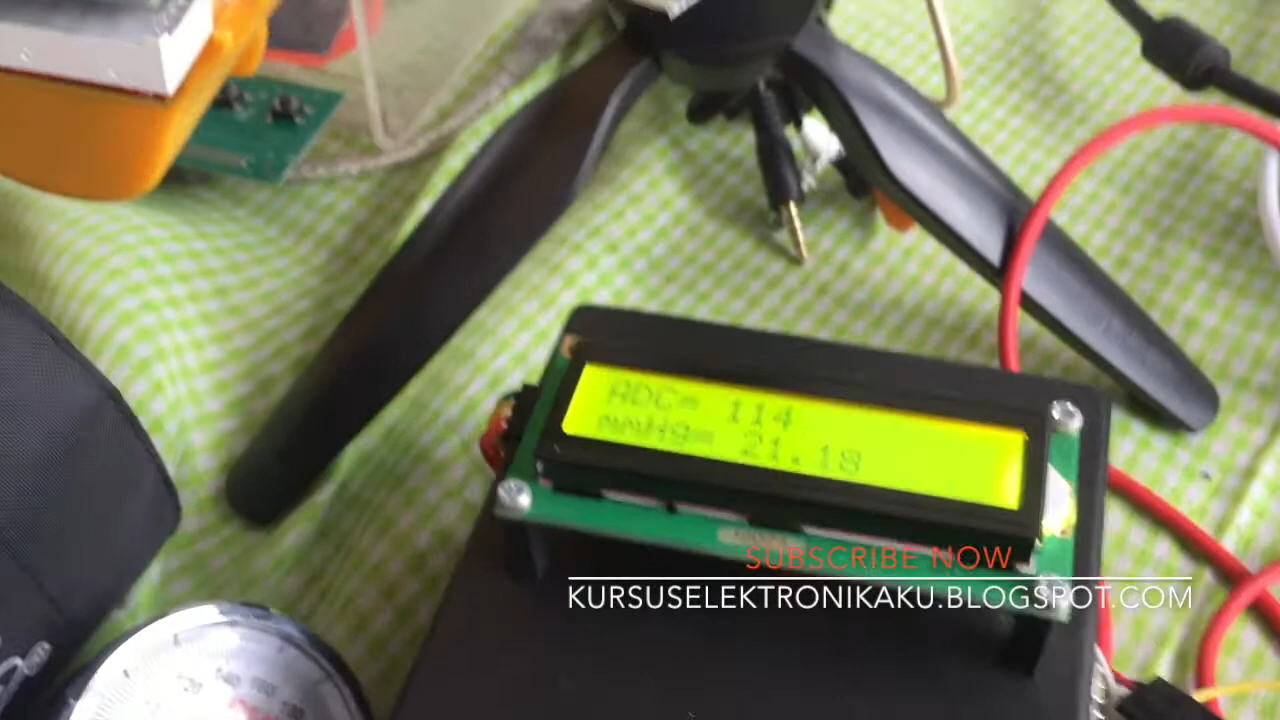 ADC= 114
mmHg= 21.18
SUBSCRIBE NOW
KURSUSELEKTRONIKAKU.BLOGSPOT.COM